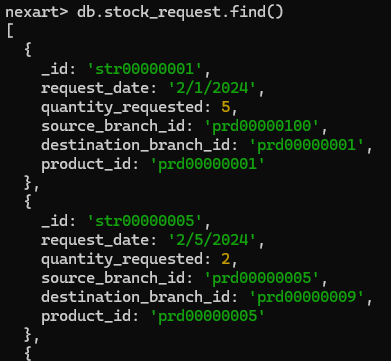 nexart> db.stock_request.find()
[
  {
    _id: 'str00000001',
    request_date: '2/1/2024',
    quantity_requested: 5,
    source_branch_id: 'prd00000100',
    destination_branch_id: 'prd00000001',
    product_id: 'prd00000001'
  },
  {
    _id: 'str00000005',
    request_date: '2/5/2024',
    quantity_requested: 2,
    source_branch_id: 'prd00000005',
    destination_branch_id: 'prd00000009',
    product_id: 'prd00000005'
  },
  {